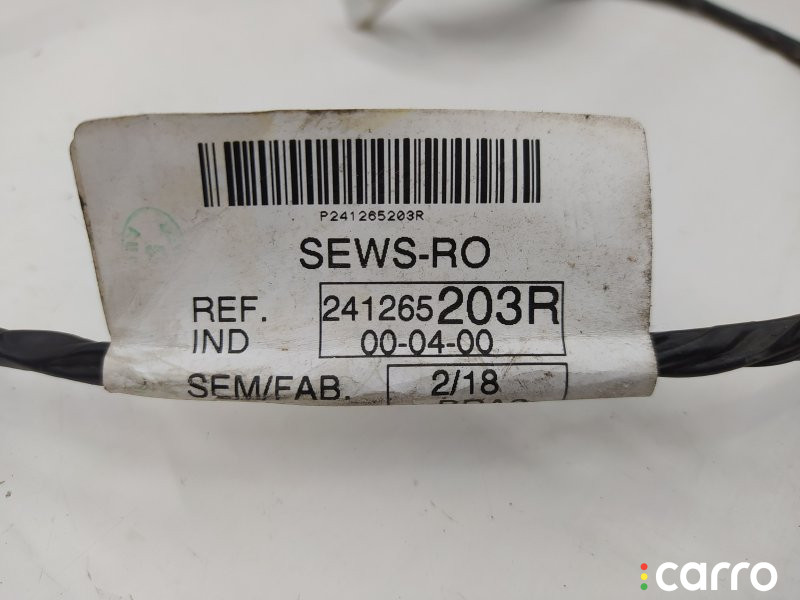 P241265203R
SEWS-RO
REF. 241265203R
IND 00-04-00
SEM/FAB. 2/18
carro